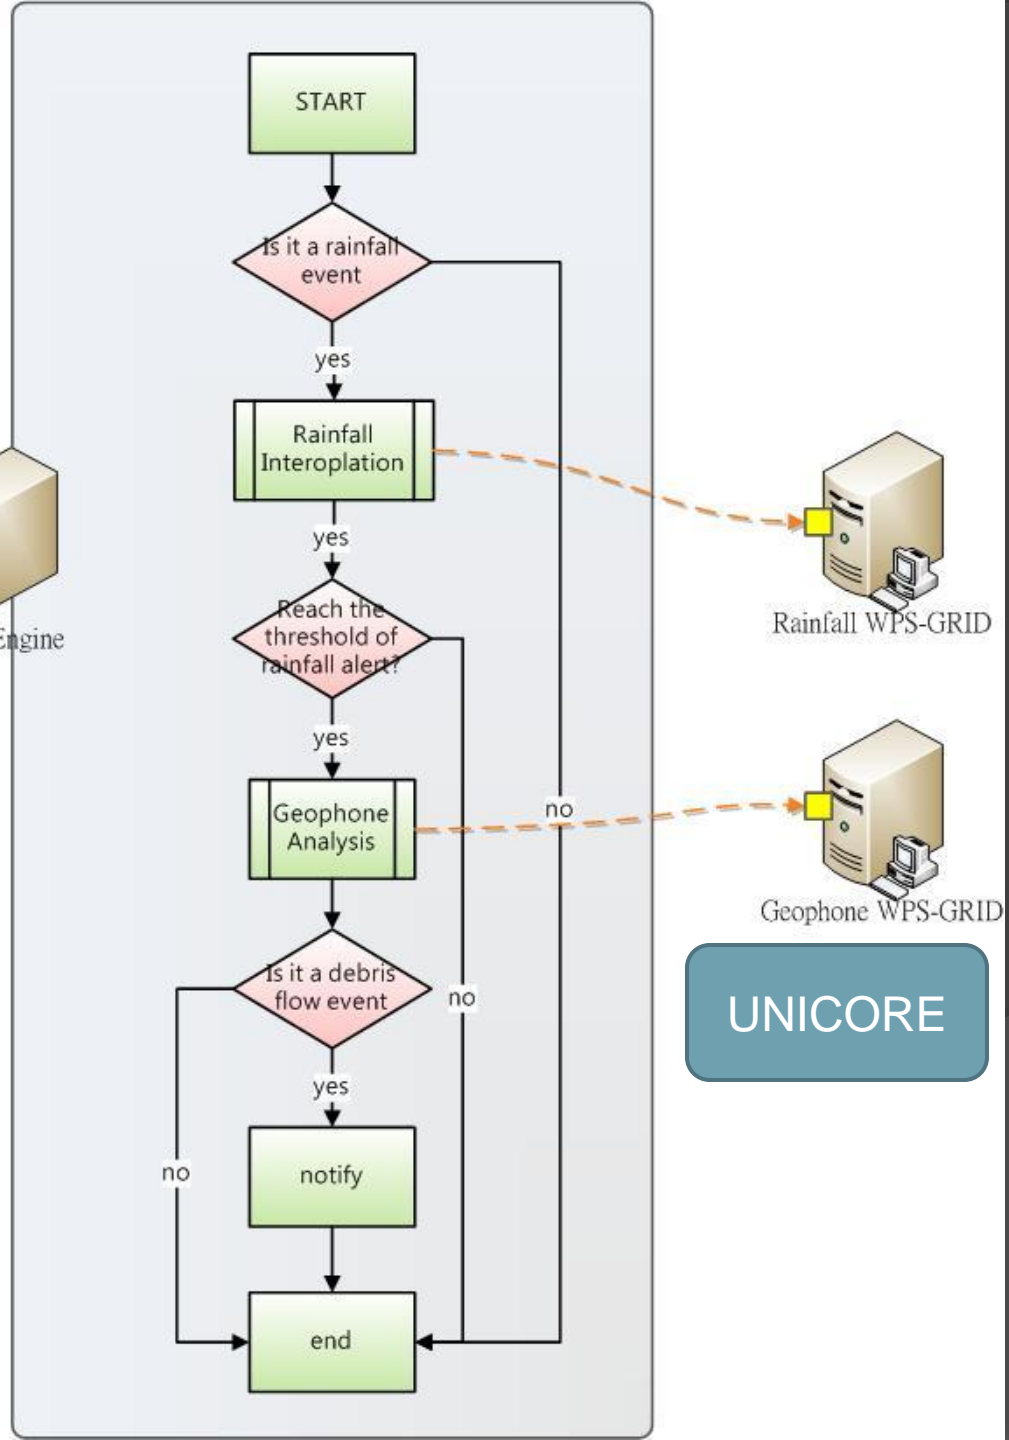 START
Is it a rainfall
event
yes
Rainfall
Interoplation
yes
Reach the
threshold of
rainfall alert?
yes
Geophone
Analysis
Is it a debris
flow event
yes
notify
end
no
no
no
Engine
Rainfall WPS-GRID
Geophone WPS-GRID
UNICORE